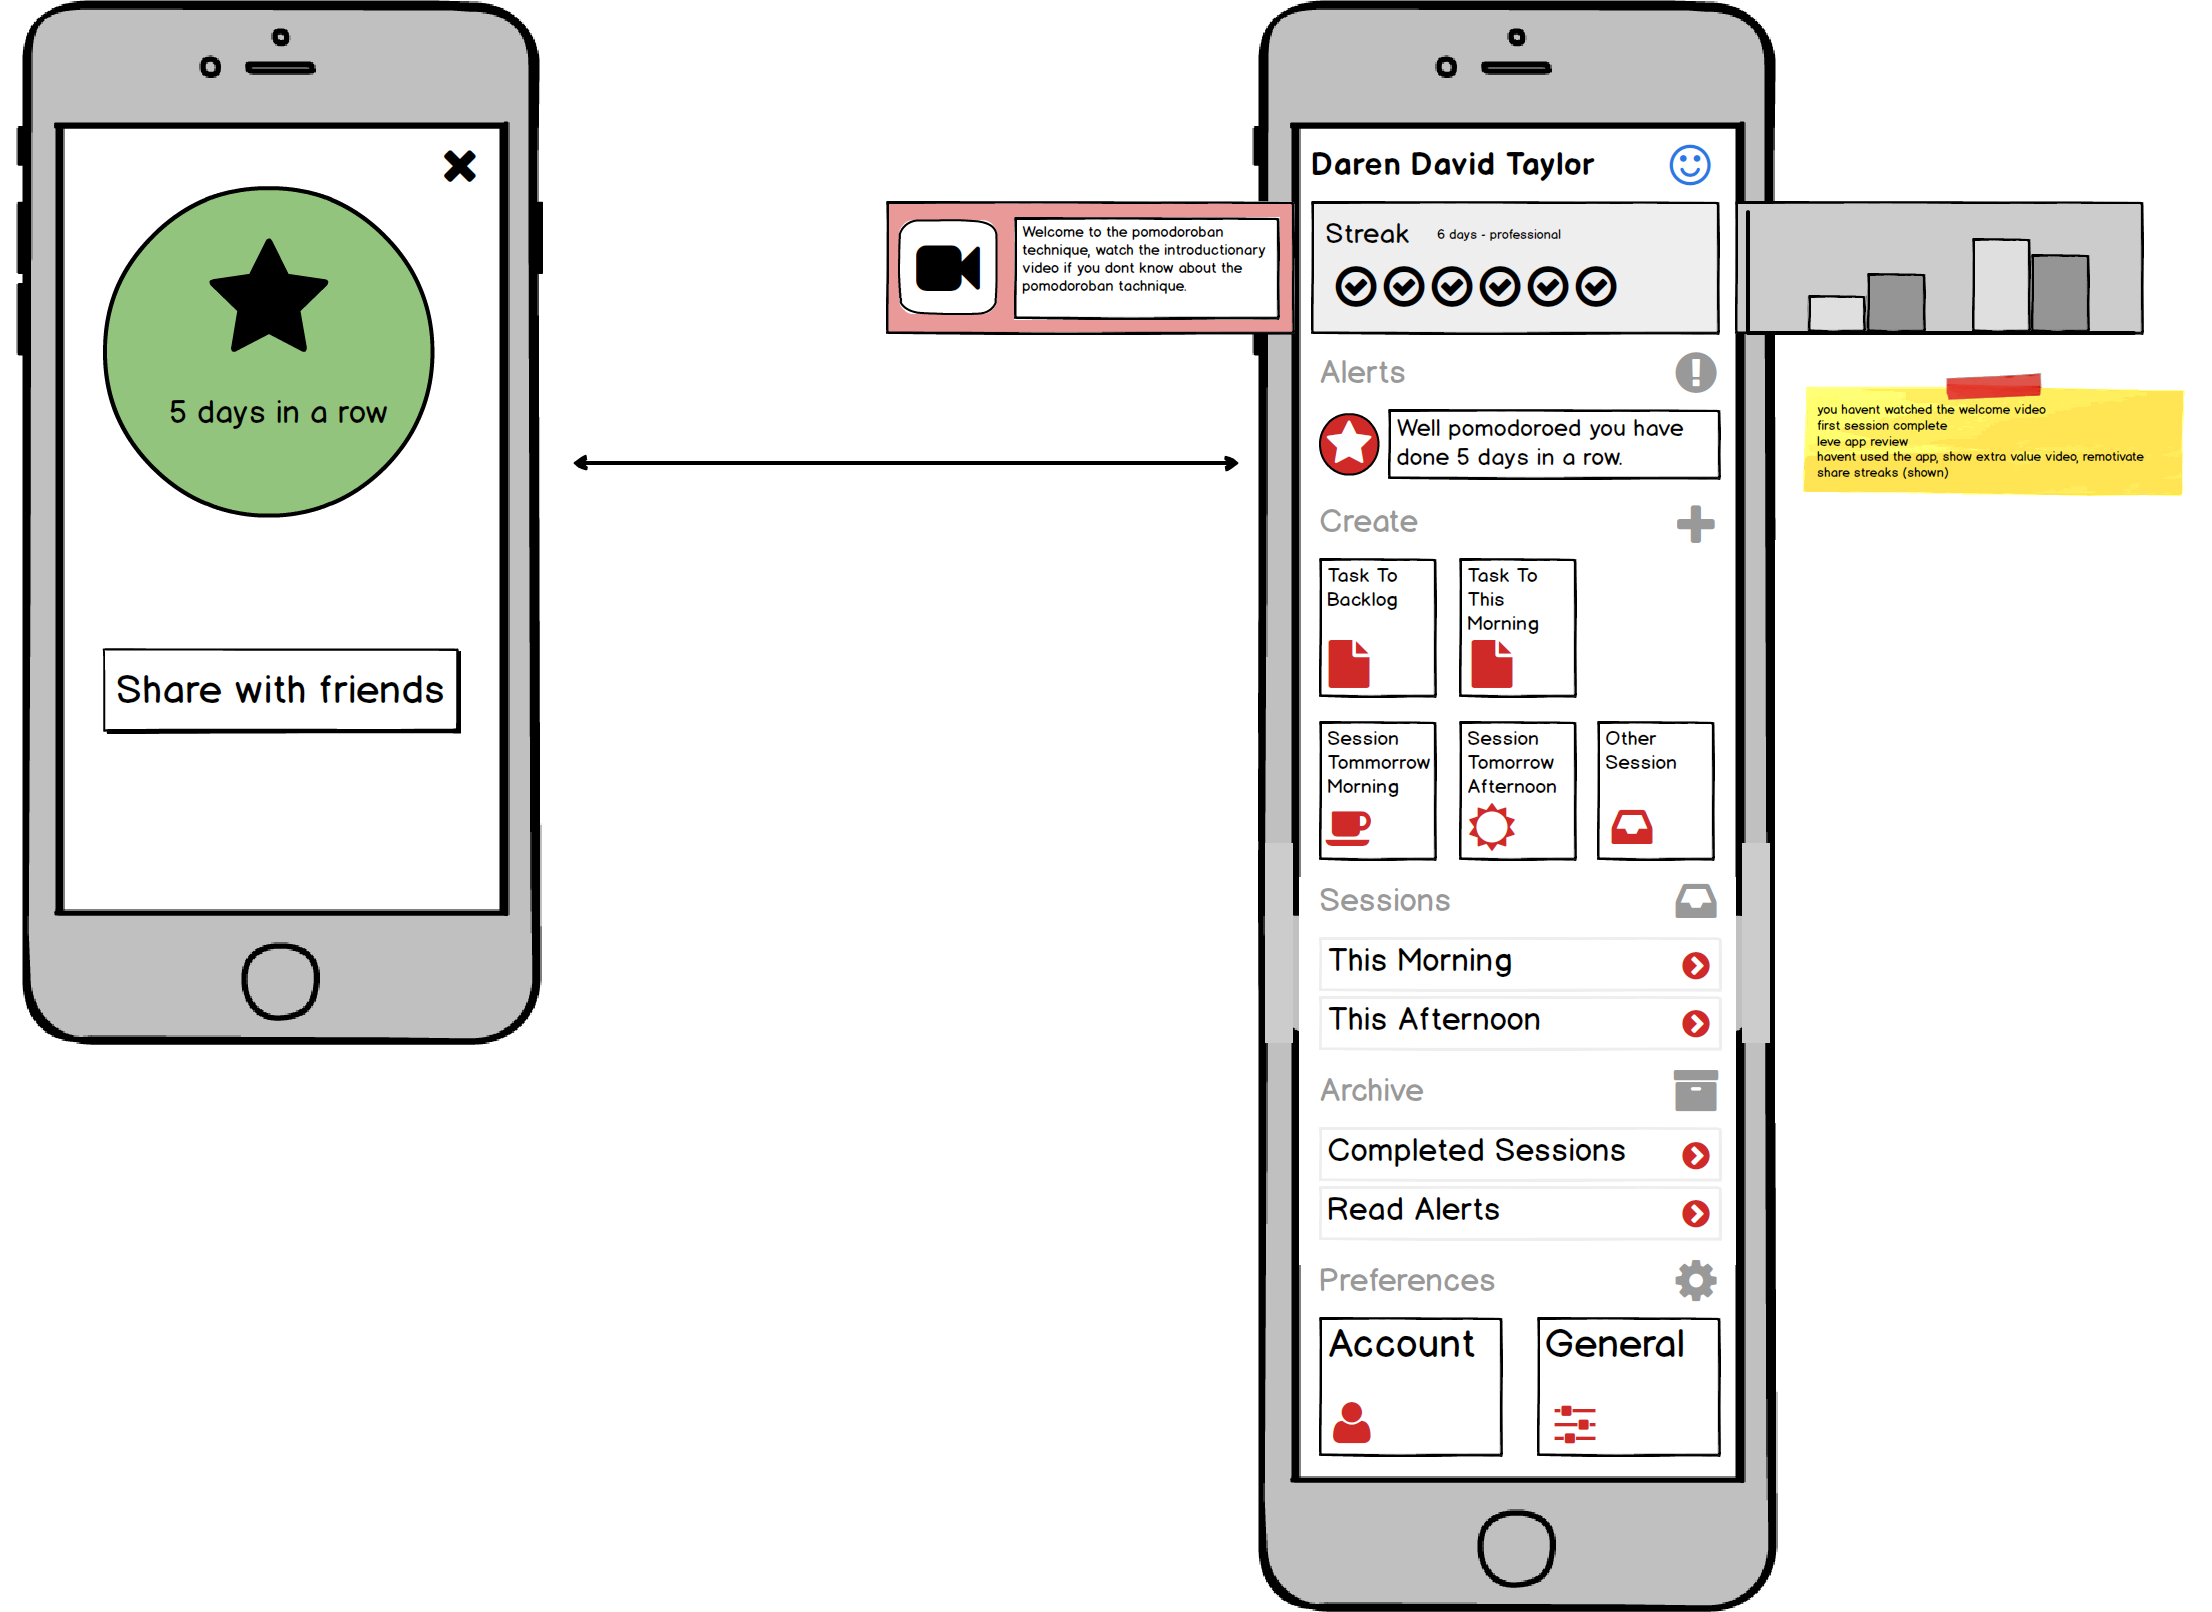 5 days in a row
Share with friends
Welcome to the pomodoroban
technique, watch the introductionary
video if you dont know about the
pomodoroban tachnique.
Daren David Taylor
Streak 6 days - professional
Alerts
Well pomodoroed you have
done 5 days in a row.
you havent watched the welcome video
first session complete
leve app review
havent used the app, show extra value video, remotivate
share streaks (shown)
Create
Task To
Backlog
Task To
This
Morning
Session
Tommorrow
Morning
Session
Tomorrow
Afternoon
Other
Session
Sessions
This Morning
This Afternoon
Archive
Completed Sessions
Read Alerts
Preferences
Account
General